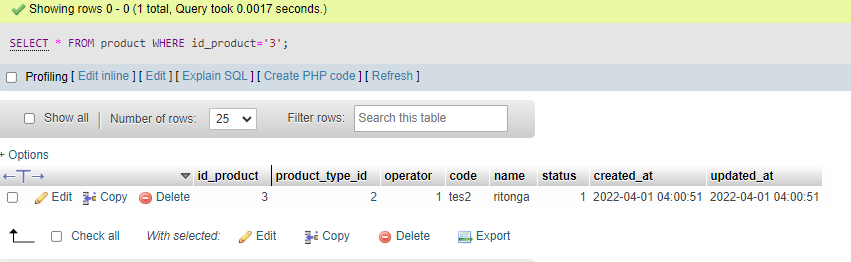 Showing rows 0 - 0 (1 total, Query took 0.0017 seconds.)
SELECT * FROM product WHERE id_product='3';
Profiling [ Edit inline ] [ Edit ] [ Explain SQL ] [ Create PHP code ] [ Refresh ]
Show all Number of rows: 25 Filter rows: Search this table
+ Options
←T→ id_product product_type_id operator code name status created_at updated_at
Edit Copy Delete 3 2 1 tes2 ritonga 1 2022-04-01 04:00:51 2022-04-01 04:00:51
Check all With selected: Edit Copy Delete Export